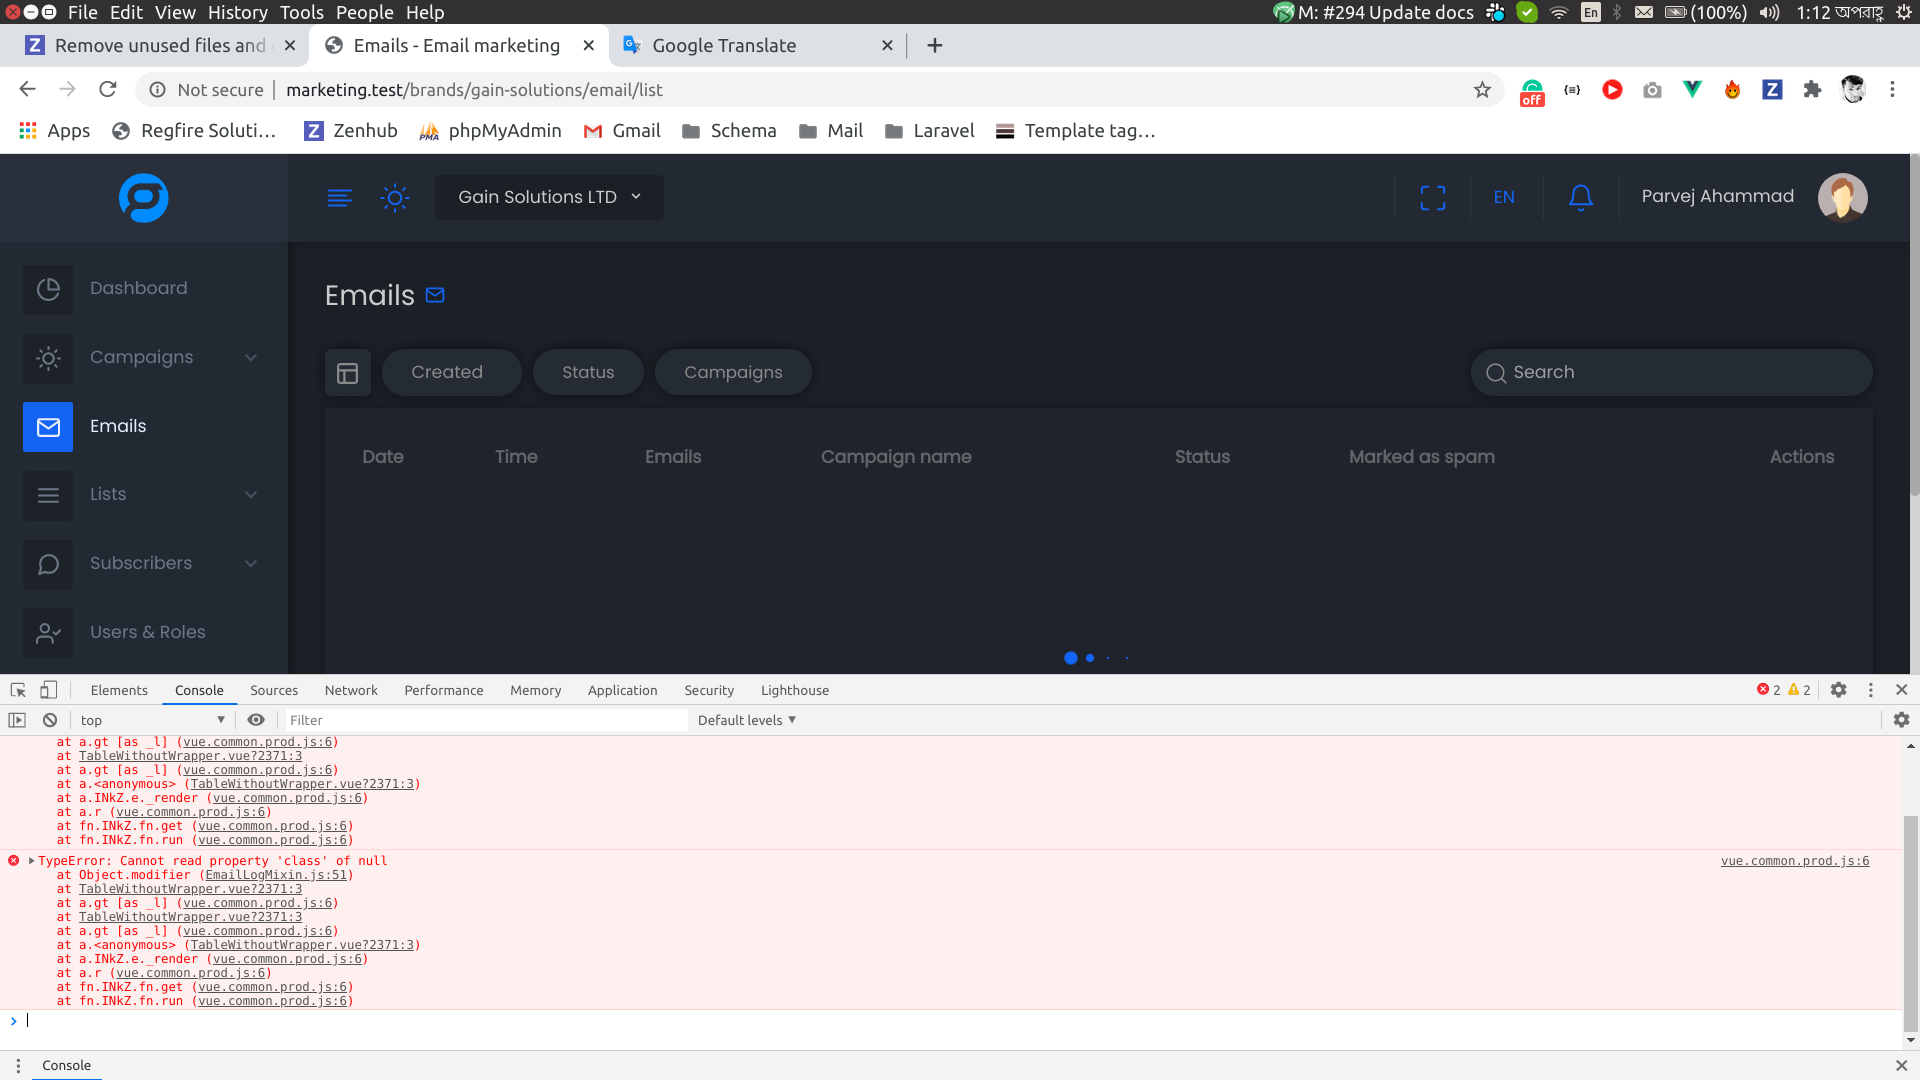 File Edit View History Tools People Help
M: #294 Update docs En (100%) 1:12 অপরাহ্ণ
Remove unused files and
Emails - Email marketing
Google Translate
Not secure marketing.test/brands/gain-solutions/email/list
off
Apps Regfire Soluti… Zenhub phpMyAdmin Gmail Schema Mail Laravel Template tag…
Gain Solutions LTD
EN
Parvej Ahammad
Dashboard
Campaigns
Emails
Lists
Subscribers
Users & Roles
Emails
Created Status Campaigns
Search
Date Time Emails Campaign name Status Marked as spam Actions
Elements Console Sources Network Performance Memory Application Security Lighthouse 2 2
top Filter Default levels
at a.gt [as _l] (vue.common.prod.js:6)
at TableWithoutWrapper.vue?2371:3
at a.gt [as _l] (vue.common.prod.js:6)
at a.<anonymous> (TableWithoutWrapper.vue?2371:3)
at a.INkZ.e._render (vue.common.prod.js:6)
at a.r (vue.common.prod.js:6)
at fn.INkZ.fn.get (vue.common.prod.js:6)
at fn.INkZ.fn.run (vue.common.prod.js:6)
TypeError: Cannot read property 'class' of null vue.common.prod.js:6
at Object.modifier (EmailLogMixin.js:51)
at TableWithoutWrapper.vue?2371:3
at a.gt [as _l] (vue.common.prod.js:6)
at TableWithoutWrapper.vue?2371:3
at a.gt [as _l] (vue.common.prod.js:6)
at a.<anonymous> (TableWithoutWrapper.vue?2371:3)
at a.INkZ.e._render (vue.common.prod.js:6)
at a.r (vue.common.prod.js:6)
at fn.INkZ.fn.get (vue.common.prod.js:6)
at fn.INkZ.fn.run (vue.common.prod.js:6)
Console